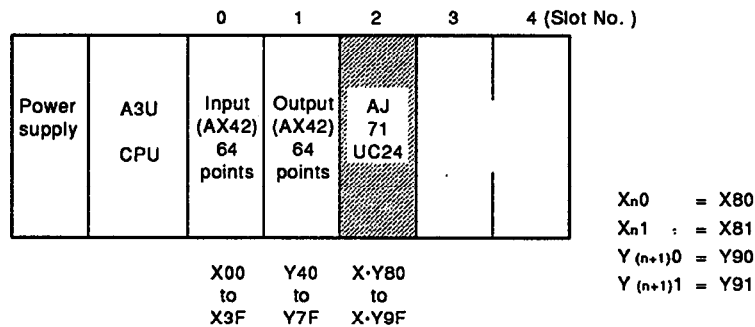 0 1 2 3 4 (Slot No. )
Power supply
A3U
CPU
Input
(AX42)
64
points
Output
(AX42)
64
points
AJ
71
UC24
X00
to
X3F
Y40
to
Y7F
X·Y80
to
X·Y9F
Xn0 = X80
Xn1 = X81
Y (n+1)0 = Y90
Y (n+1)1 = Y91